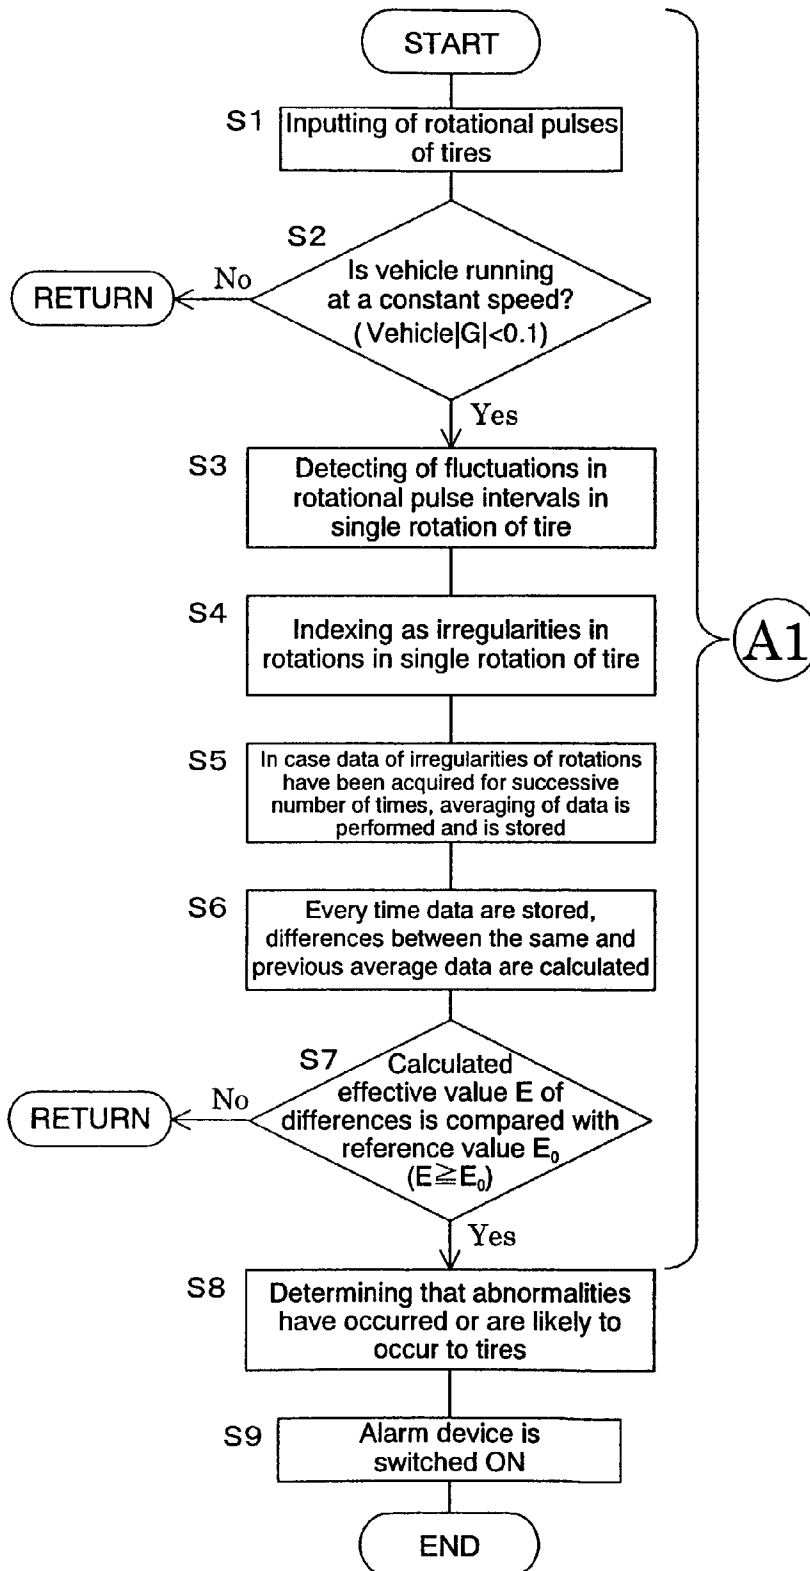 START
S1
Inputting of rotational pulses
of tires
S2
Is vehicle running
at a constant speed?
(Vehicle|G|<0.1)
No
RETURN
Yes
S3
Detecting of fluctuations in
rotational pulse intervals in
single rotation of tire
S4
Indexing as irregularities in
rotations in single rotation of tire
A1
S5
In case data of irregularities of rotations
have been acquired for successive
number of times, averaging of data is
performed and is stored
S6
Every time data are stored,
differences between the same and
previous average data are calculated
S7
Calculated
effective value E of
differences is compared with
reference value E₀
(E≧E₀)
No
RETURN
Yes
S8
Determining that abnormalities
have occurred or are likely to
occur to tires
S9
Alarm device is
switched ON
END